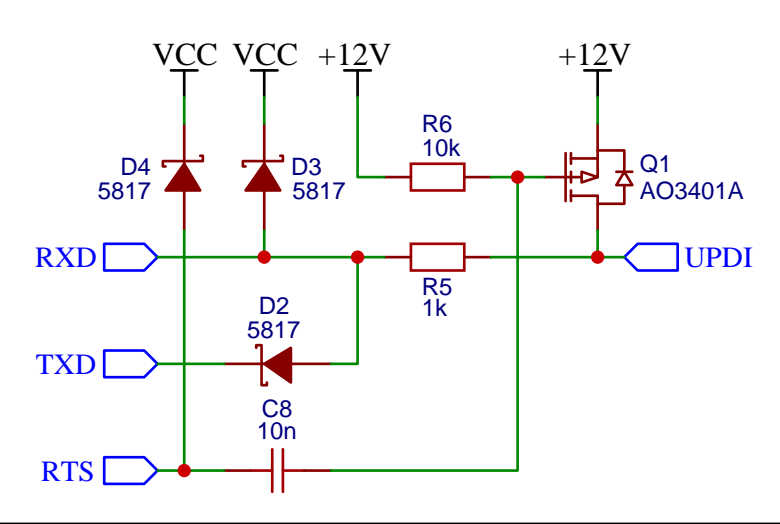 VCC VCC +12V +12V
R6
10k
D4
5817
D3
5817
Q1
AO3401A
RXD
UPDI
R5
1k
D2
5817
TXD
C8
10n
RTS